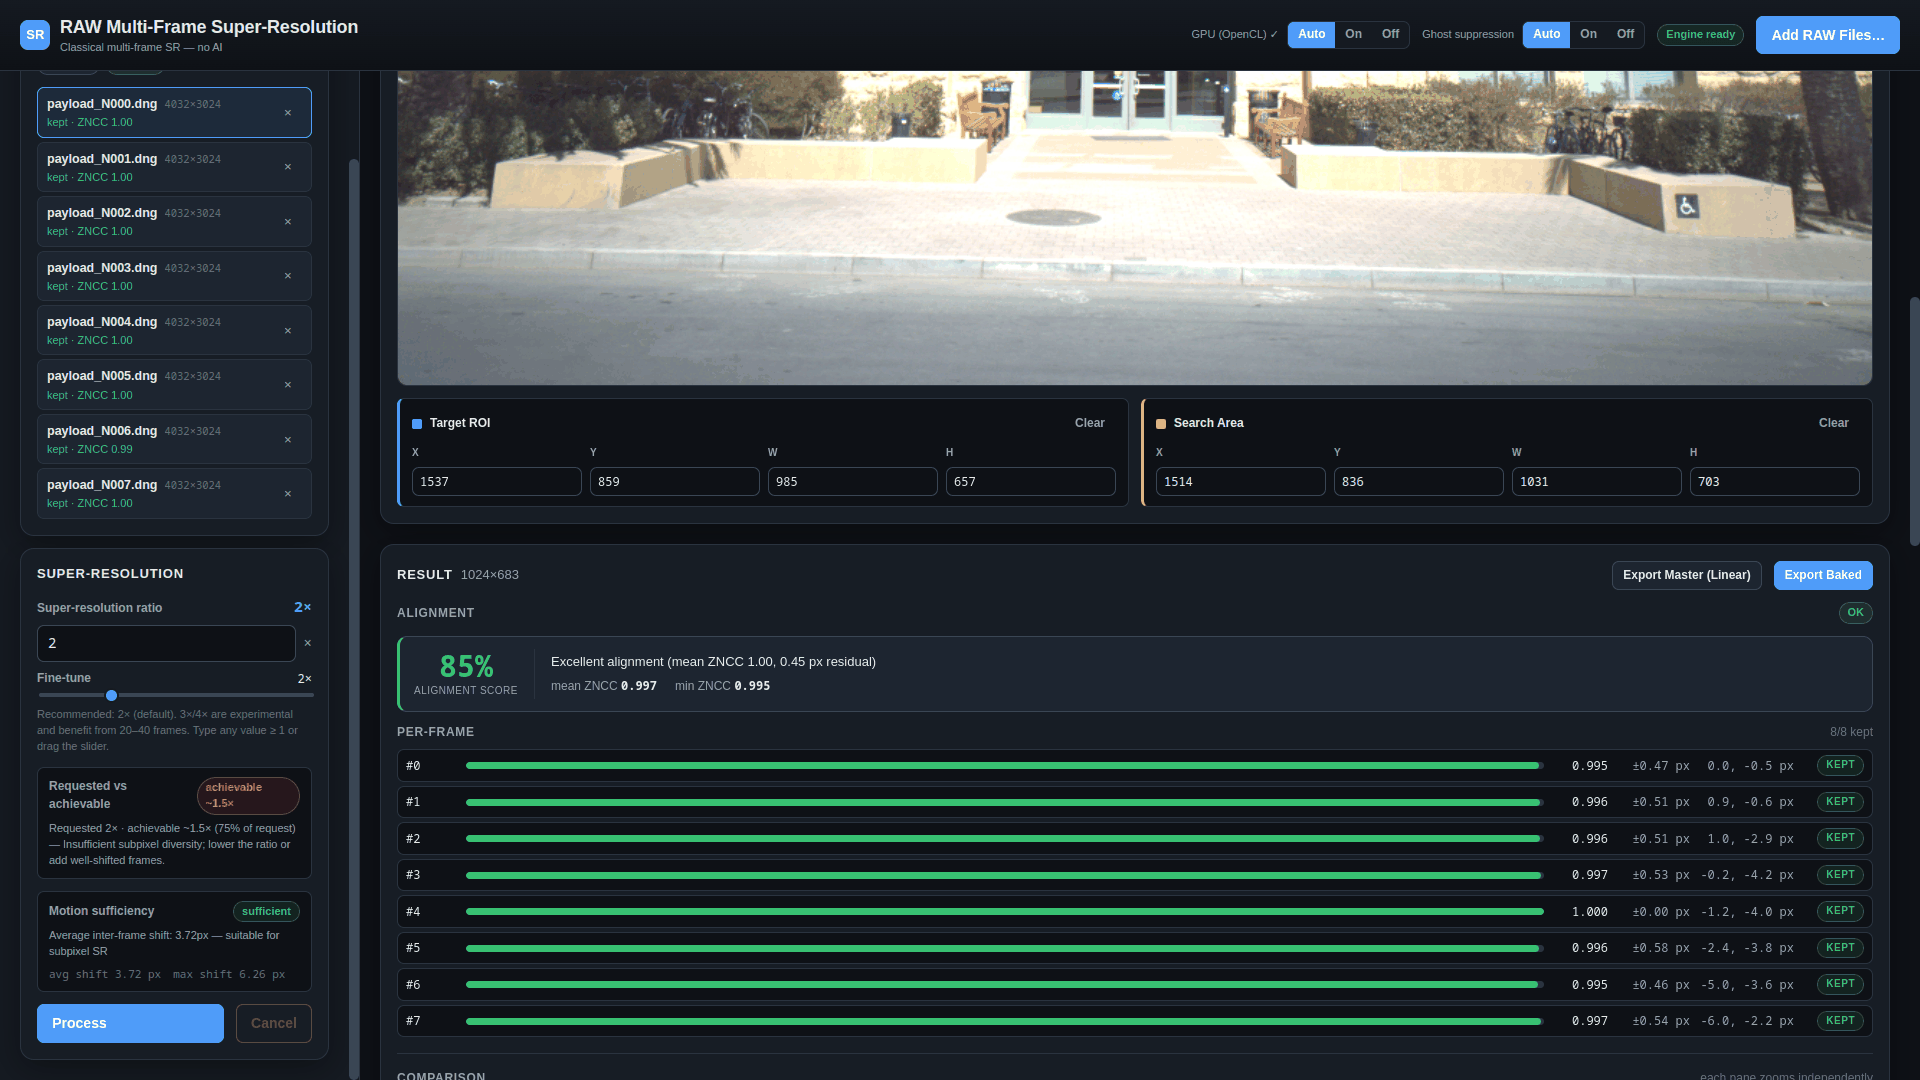 SR
RAW Multi-Frame Super-Resolution
Classical multi-frame SR — no AI
GPU (OpenCL) ✓
Auto On Off
Ghost suppression
Auto On Off
Engine ready
Add RAW Files...
payload_N000.dng 4032×3024
kept · ZNCC 1.00
×
payload_N001.dng 4032×3024
kept · ZNCC 1.00
×
payload_N002.dng 4032×3024
kept · ZNCC 1.00
×
payload_N003.dng 4032×3024
kept · ZNCC 1.00
×
payload_N004.dng 4032×3024
kept · ZNCC 1.00
×
payload_N005.dng 4032×3024
kept · ZNCC 1.00
×
payload_N006.dng 4032×3024
kept · ZNCC 0.99
×
payload_N007.dng 4032×3024
kept · ZNCC 1.00
×
SUPER-RESOLUTION
Super-resolution ratio 2×
2 ×
Fine-tune 2×
Recommended: 2× (default). 3×/4× are experimental
and benefit from 20–40 frames. Type any value ≥ 1 or
drag the slider.
Requested vs
achievable
achievable
~1.5×
Requested 2× · achievable ~1.5× (75% of request)
— Insufficient subpixel diversity; lower the ratio or
add well-shifted frames.
Motion sufficiency sufficient
Average inter-frame shift: 3.72px — suitable for
subpixel SR
avg shift 3.72 px max shift 6.26 px
Process Cancel
Target ROI Clear
X Y W H
1537 859 985 657
Search Area Clear
X Y W H
1514 836 1031 703
RESULT 1024×683
Export Master (Linear) Export Baked
ALIGNMENT OK
85%
ALIGNMENT SCORE
Excellent alignment (mean ZNCC 1.00, 0.45 px residual)
mean ZNCC 0.997 min ZNCC 0.995
PER-FRAME 8/8 kept
#0 0.995 ±0.47 px 0.0, -0.5 px KEPT
#1 0.996 ±0.51 px 0.9, -0.6 px KEPT
#2 0.996 ±0.51 px 1.0, -2.9 px KEPT
#3 0.997 ±0.53 px -0.2, -4.2 px KEPT
#4 1.000 ±0.00 px -1.2, -4.0 px KEPT
#5 0.996 ±0.58 px -2.4, -3.8 px KEPT
#6 0.995 ±0.46 px -5.0, -3.6 px KEPT
#7 0.997 ±0.54 px -6.0, -2.2 px KEPT
COMPARISON each pane zooms independently